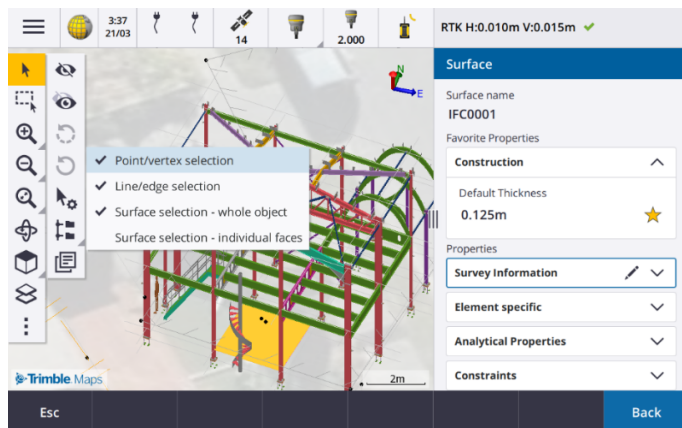 3:37
21/03
14
2.000
RTK H:0.010m V:0.015m
Surface
Surface name
IFC0001
Favorite Properties
Construction
Default Thickness
0.125m
Properties
Survey Information
Element specific
Analytical Properties
Constraints
N
E
Point/vertex selection
Line/edge selection
Surface selection - whole object
Surface selection - individual faces
Trimble. Maps
2m
Esc
Back